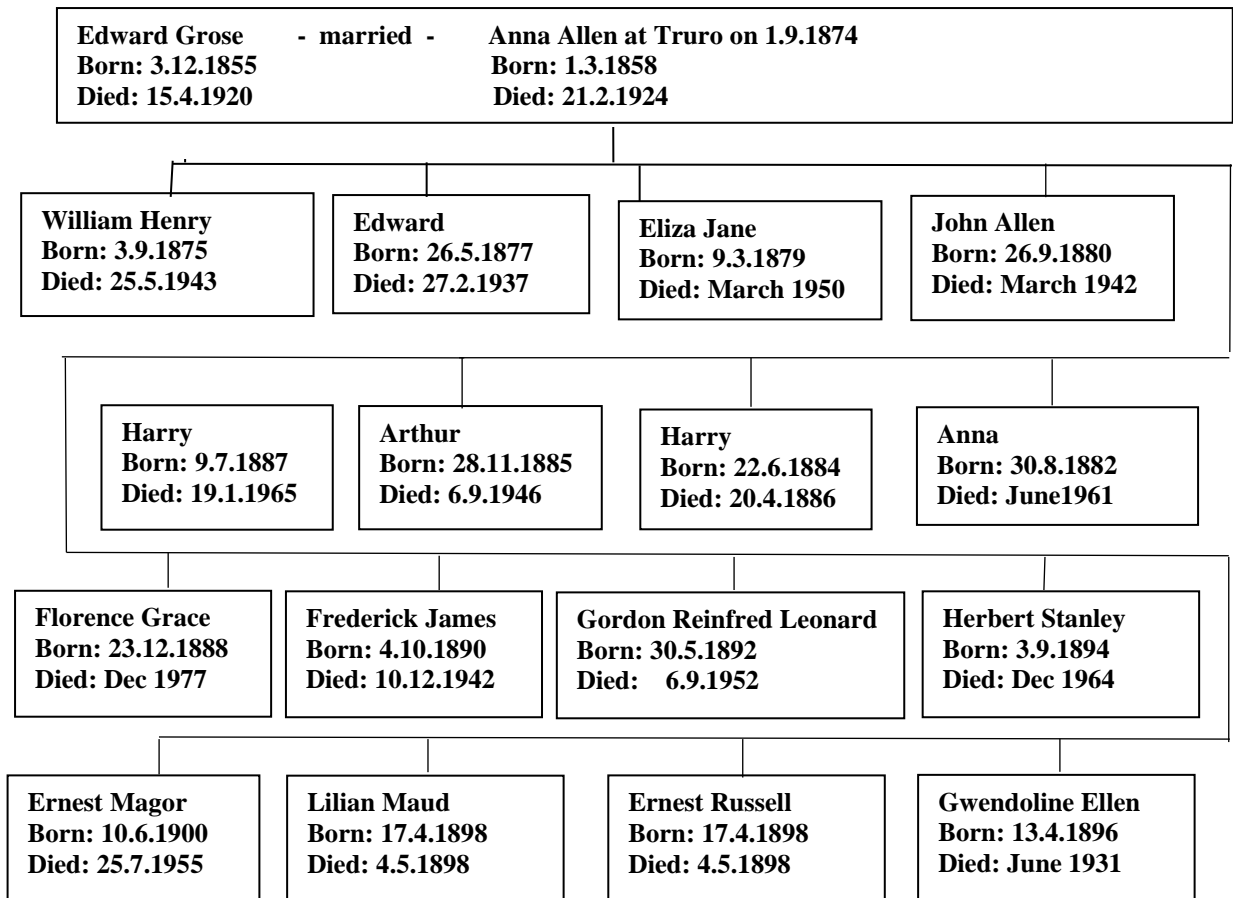 Edward Grose - married - Anna Allen at Truro on 1.9.1874
Born: 3.12.1855 Born: 1.3.1858
Died: 15.4.1920 Died: 21.2.1924
William Henry
Born: 3.9.1875
Died: 25.5.1943
Edward
Born: 26.5.1877
Died: 27.2.1937
Eliza Jane
Born: 9.3.1879
Died: March 1950
John Allen
Born: 26.9.1880
Died: March 1942
Harry
Born: 9.7.1887
Died: 19.1.1965
Arthur
Born: 28.11.1885
Died: 6.9.1946
Harry
Born: 22.6.1884
Died: 20.4.1886
Anna
Born: 30.8.1882
Died: June1961
Florence Grace
Born: 23.12.1888
Died: Dec 1977
Frederick James
Born: 4.10.1890
Died: 10.12.1942
Gordon Reinfred Leonard
Born: 30.5.1892
Died: 6.9.1952
Herbert Stanley
Born: 3.9.1894
Died: Dec 1964
Ernest Magor
Born: 10.6.1900
Died: 25.7.1955
Lilian Maud
Born: 17.4.1898
Died: 4.5.1898
Ernest Russell
Born: 17.4.1898
Died: 4.5.1898
Gwendoline Ellen
Born: 13.4.1896
Died: June 1931